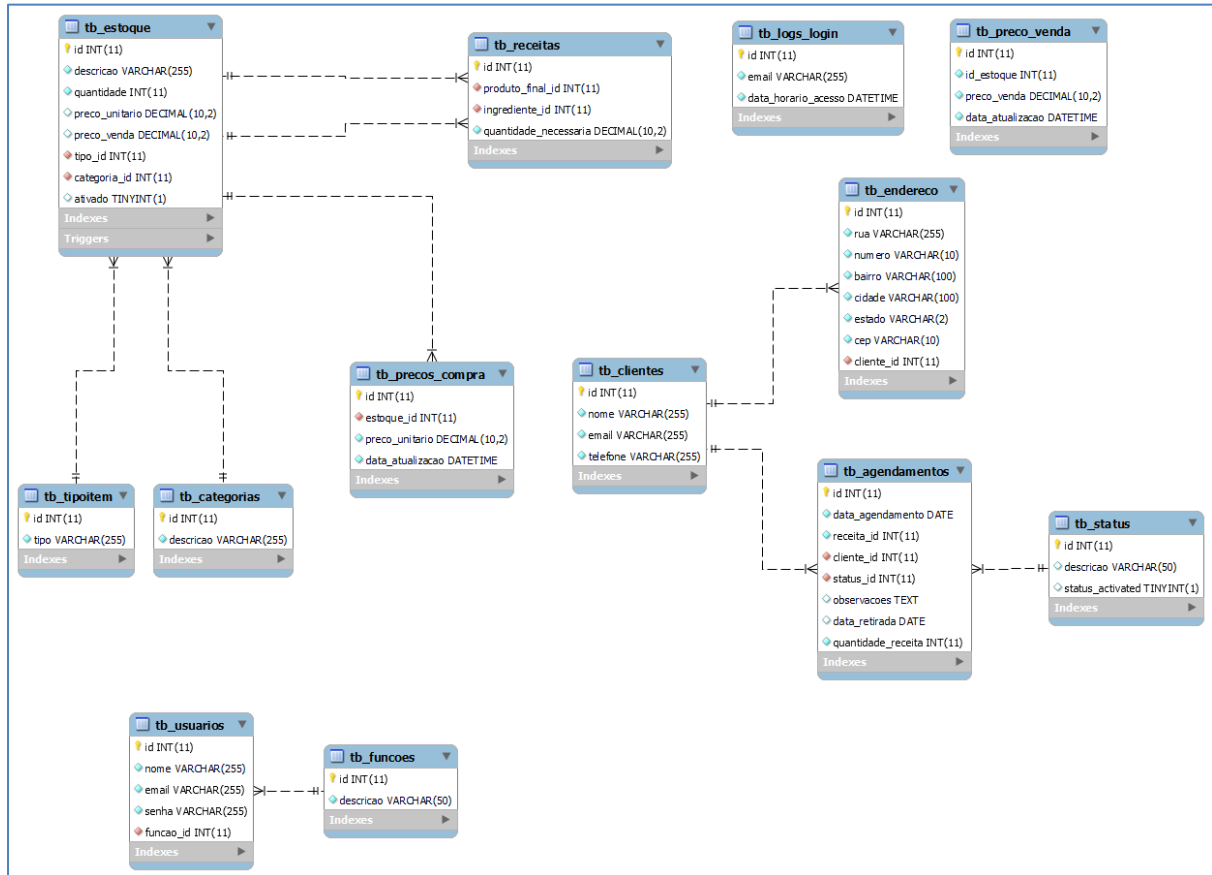 tb_estoque
id INT(11)
descricao VARCHAR(255)
quantidade INT(11)
preco_unitario DECIMAL(10,2)
preco_venda DECIMAL(10,2)
tipo_id INT(11)
categoria_id INT(11)
ativado TINYINT(1)
Indexes
Triggers
tb_receitas
id INT(11)
produto_final_id INT(11)
ingrediente_id INT(11)
quantidade_necessaria DECIMAL(10,2)
Indexes
tb_logs_login
id INT(11)
email VARCHAR(255)
data_horario_acesso DATETIME
Indexes
tb_preco_venda
id INT(11)
id_estoque INT(11)
preco_venda DECIMAL(10,2)
data_atualizacao DATETIME
Indexes
tb_endereco
id INT(11)
rua VARCHAR(255)
numero VARCHAR(10)
bairro VARCHAR(100)
cidade VARCHAR(100)
estado VARCHAR(2)
cep VARCHAR(10)
cliente_id INT(11)
Indexes
tb_precos_compra
id INT(11)
estoque_id INT(11)
preco_unitario DECIMAL(10,2)
data_atualizacao DATETIME
Indexes
tb_clientes
id INT(11)
nome VARCHAR(255)
email VARCHAR(255)
telefone VARCHAR(255)
Indexes
tb_tipoitem
id INT(11)
tipo VARCHAR(255)
Indexes
tb_categorias
id INT(11)
descricao VARCHAR(255)
Indexes
tb_agendamentos
id INT(11)
data_agendamento DATE
receita_id INT(11)
cliente_id INT(11)
status_id INT(11)
observacoes TEXT
data_retirada DATE
quantidade_receita INT(11)
Indexes
tb_status
id INT(11)
descricao VARCHAR(50)
status_activated TINYINT(1)
Indexes
tb_usuarios
id INT(11)
nome VARCHAR(255)
email VARCHAR(255)
senha VARCHAR(255)
funcao_id INT(11)
Indexes
tb_funcoes
id INT(11)
descricao VARCHAR(50)
Indexes